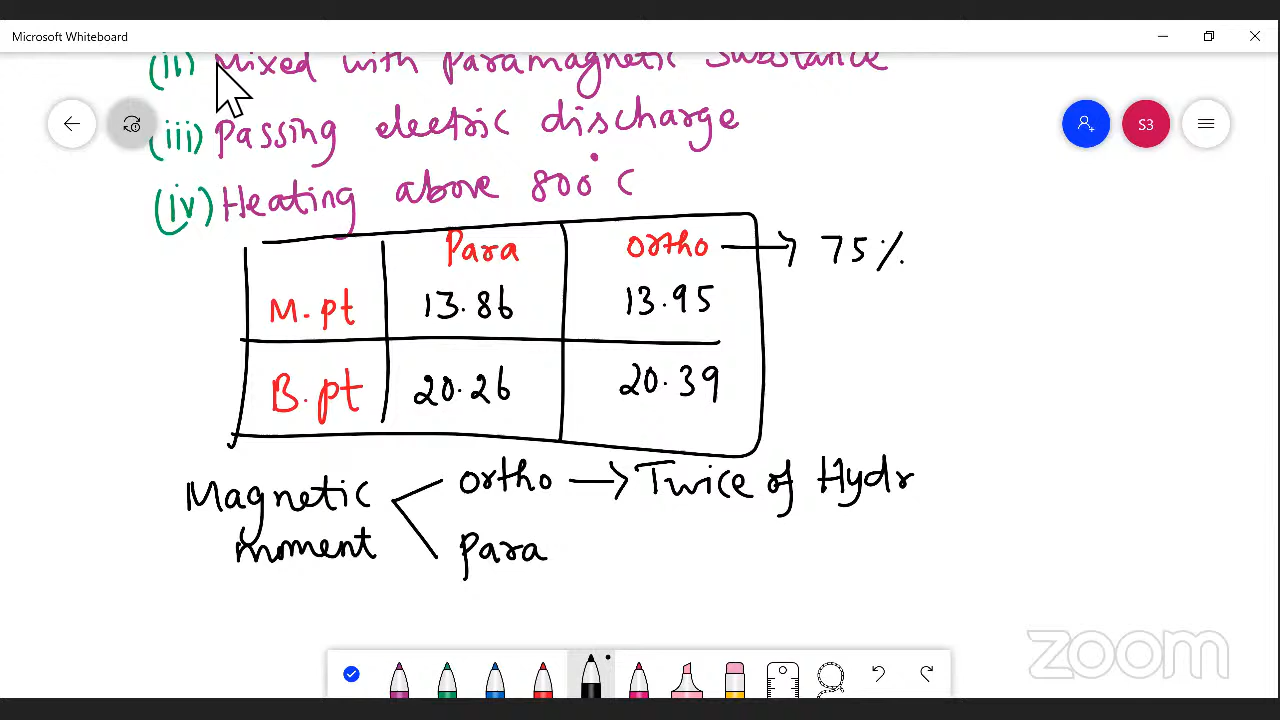 Microsoft Whiteboard
(ii) Mixed with paramagnetic substance
S3
(iii) Passing electric discharge
(iv) Heating above 800°C
Para Ortho → 75%
M.pt 13.86 13.95
B.pt 20.26 20.39
Magnetic moment
Ortho → Twice of Hydr
Para
zoom